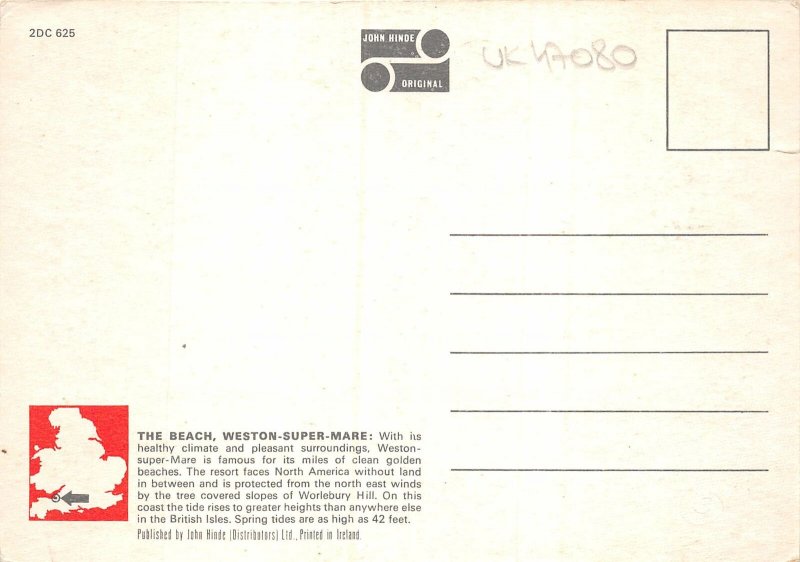 2DC 625
JOHN HINDE
ORIGINAL
UK 47080
THE BEACH, WESTON-SUPER-MARE: With its
healthy climate and pleasant surroundings, Weston-
super-Mare is famous for its miles of clean golden
beaches. The resort faces North America without land
in between and is protected from the north east winds
by the tree covered slopes of Worlebury Hill. On this
coast the tide rises to greater heights than anywhere else
in the British Isles. Spring tides are as high as 42 feet.
Published by John Hinde (Distributors) Ltd., Printed in Ireland.